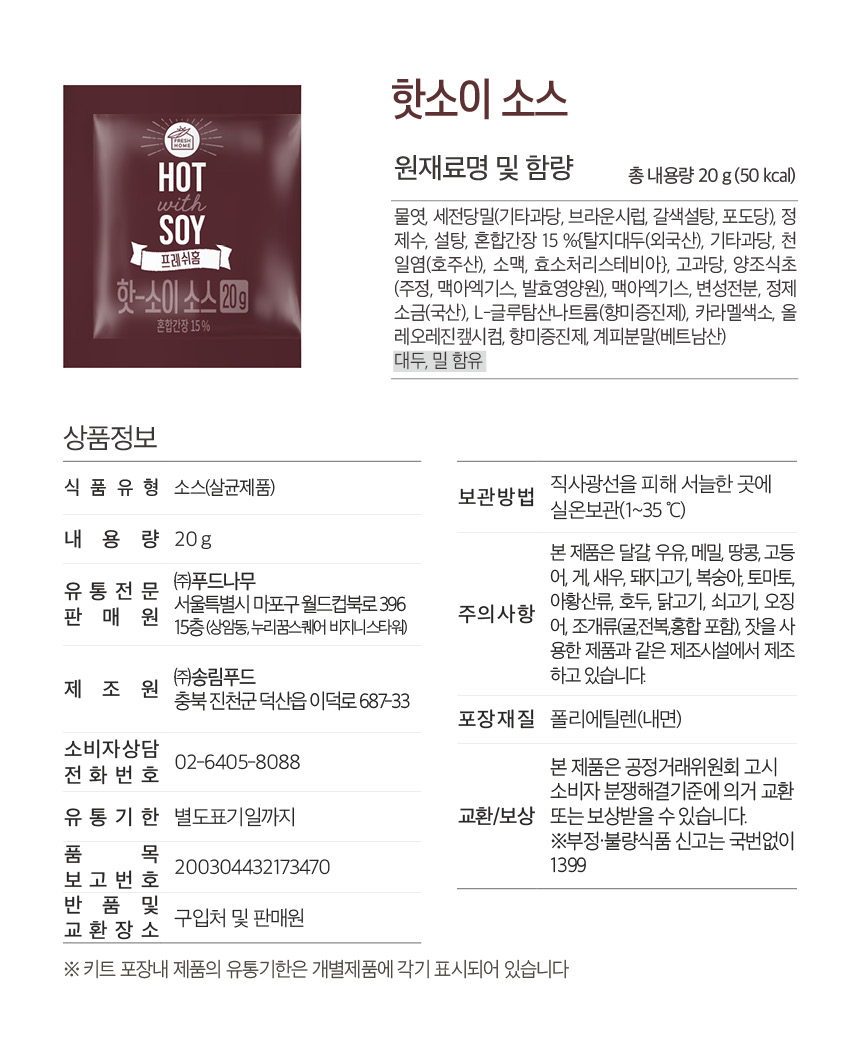 핫소이 소스
원재료명 및 함량
총 내용량 20 g (50 kcal)
FRESH
HOME
HOT
with
SOY
프레쉬홈
핫-소이 소스 20g
혼합간장 15 %
물엿, 세전당밀(기타과당, 브라운시럽, 갈색설탕, 포도당), 정
제수, 설탕, 혼합간장 15 %{탈지대두(외국산), 기타과당, 천
일염(호주산), 소맥, 효소처리스테비아}, 고과당, 양조식초
(주정, 맥아엑기스, 발효영양원), 맥아엑기스, 변성전분, 정제
소금(국산), L-글루탐산나트륨(향미증진제), 카라멜색소, 올
레오레진캪시컴, 향미증진제, 계피분말(베트남산)
대두, 밀 함유
상품정보
식품유형 소스(살균제품)
내용량 20 g
유통전문
판매원
㈜푸드나무
서울특별시 마포구 월드컵북로 396
15층 (상암동, 누리꿈스퀘어 비지니스타워)
제조원
㈜송림푸드
충북 진천군 덕산읍 이덕로 687-33
소비자상담
전화번호
02-6405-8088
유통기한 별도표기일까지
품목
보고번호
200304432173470
반품 및
교환장소
구입처 및 판매원
보관방법
직사광선을 피해 서늘한 곳에
실온보관(1~35 ℃)
주의사항
본 제품은 달걀, 우유, 메밀, 땅콩, 고등
어, 게, 새우, 돼지고기, 복숭아, 토마토,
아황산류, 호두, 닭고기, 쇠고기, 오징
어, 조개류(굴,전복,홍합 포함), 잣을 사
용한 제품과 같은 제조시설에서 제조
하고 있습니다.
포장재질 폴리에틸렌(내면)
교환/보상
본 제품은 공정거래위원회 고시
소비자 분쟁해결기준에 의거 교환
또는 보상받을 수 있습니다.
※부정·불량식품 신고는 국번없이
1399
※ 키트 포장내 제품의 유통기한은 개별제품에 각기 표시되어 있습니다